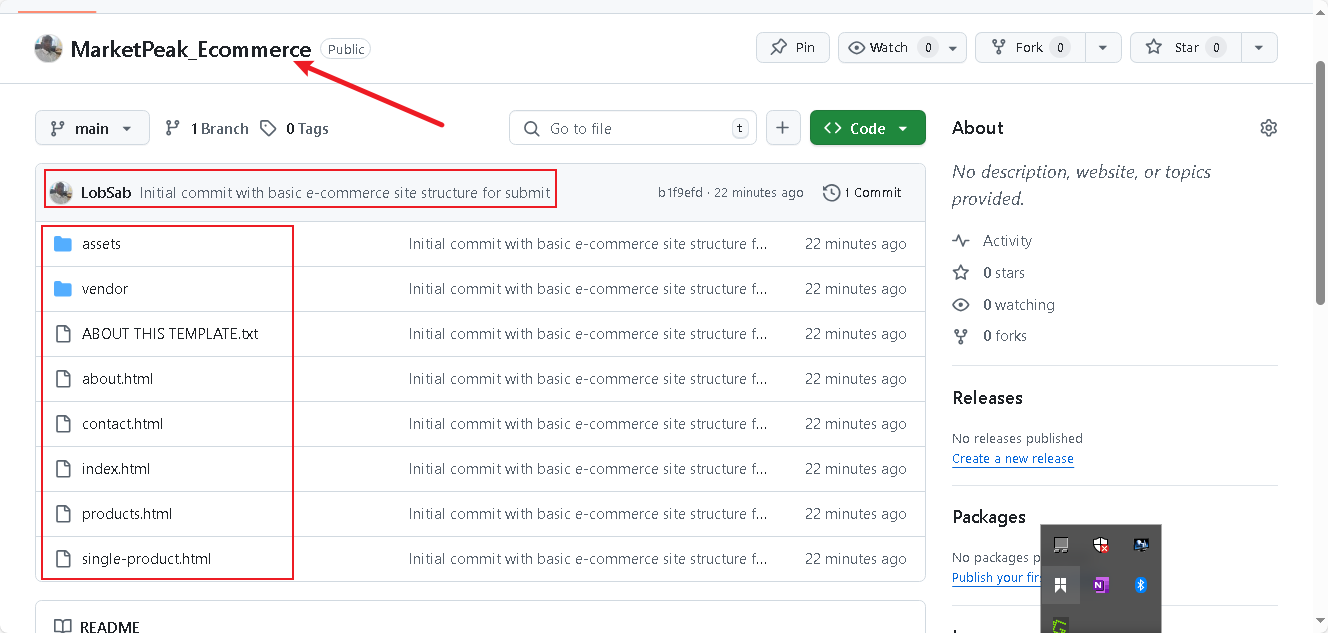 MarketPeak_Ecommerce Public Pin Watch 0 Fork 0 Star 0
main 1 Branch 0 Tags Go to file t Code
LobSab Initial commit with basic e-commerce site structure for submit b1f9efd · 22 minutes ago 1 Commit
assets Initial commit with basic e-commerce site structure f... 22 minutes ago
vendor Initial commit with basic e-commerce site structure f... 22 minutes ago
ABOUT THIS TEMPLATE.txt Initial commit with basic e-commerce site structure f... 22 minutes ago
about.html Initial commit with basic e-commerce site structure f... 22 minutes ago
contact.html Initial commit with basic e-commerce site structure f... 22 minutes ago
index.html Initial commit with basic e-commerce site structure f... 22 minutes ago
products.html Initial commit with basic e-commerce site structure f... 22 minutes ago
single-product.html Initial commit with basic e-commerce site structure f... 22 minutes ago
README
About
No description, website, or topics
provided.
Activity
0 stars
0 watching
0 forks
Releases
No releases published
Create a new release
Packages
No packages p
Publish your fir
N